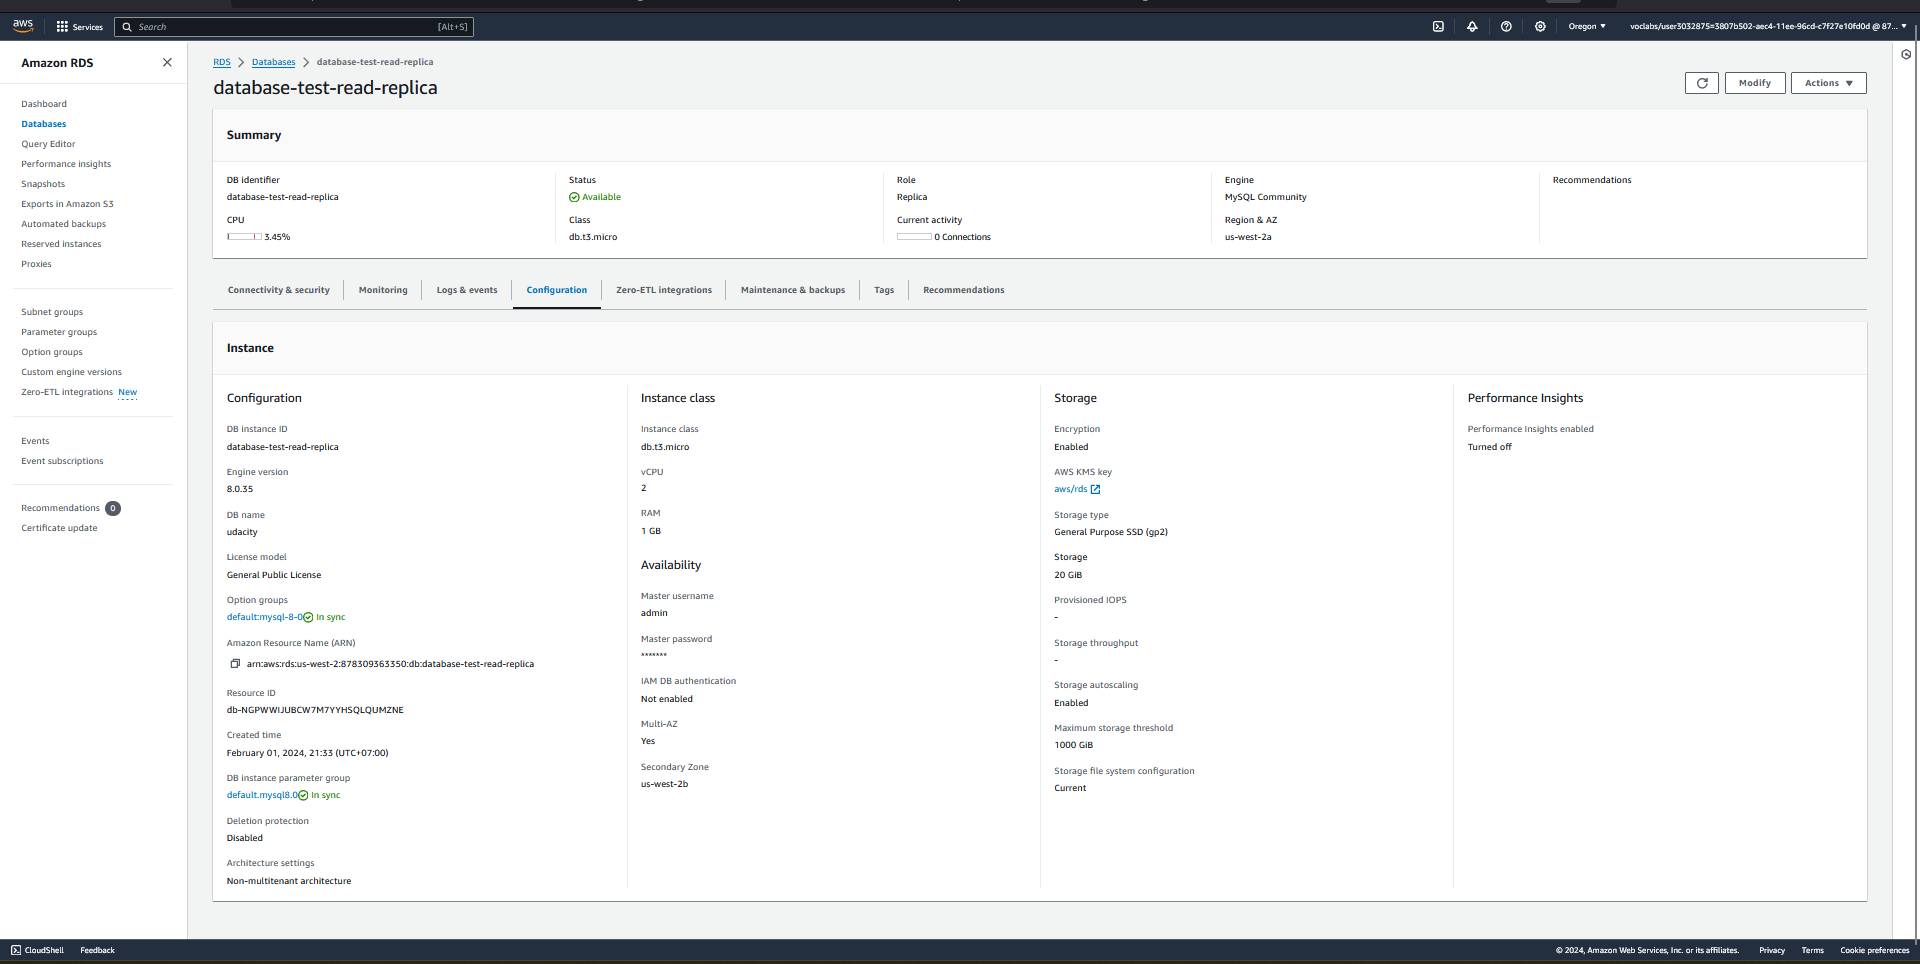 aws
Services
Search
[Alt+S]
Oregon
voclabs/user3032875=3807b502-aec4-11ee-96cd-c7f27e10fd0d @ 87...
Amazon RDS
Dashboard
Databases
Query Editor
Performance insights
Snapshots
Exports in Amazon S3
Automated backups
Reserved instances
Proxies
Subnet groups
Parameter groups
Option groups
Custom engine versions
Zero-ETL integrations New
Events
Event subscriptions
Recommendations 0
Certificate update
RDS > Databases > database-test-read-replica
database-test-read-replica
Modify
Actions
Summary
DB identifier
database-test-read-replica
CPU
3.45%
Status
Available
Class
db.t3.micro
Role
Replica
Current activity
0 Connections
Engine
MySQL Community
Region & AZ
us-west-2a
Recommendations
Connectivity & security
Monitoring
Logs & events
Configuration
Zero-ETL integrations
Maintenance & backups
Tags
Recommendations
Instance
Configuration
DB instance ID
database-test-read-replica
Engine version
8.0.35
DB name
udacity
License model
General Public License
Option groups
default:mysql-8-0 In sync
Amazon Resource Name (ARN)
arn:aws:rds:us-west-2:878309363350:db:database-test-read-replica
Resource ID
db-NGPWWIJUBCW7M7YYHSQLQUMZNE
Created time
February 01, 2024, 21:33 (UTC+07:00)
DB instance parameter group
default.mysql8.0 In sync
Deletion protection
Disabled
Architecture settings
Non-multitenant architecture
Instance class
Instance class
db.t3.micro
vCPU
2
RAM
1 GB
Availability
Master username
admin
Master password
*******
IAM DB authentication
Not enabled
Multi-AZ
Yes
Secondary Zone
us-west-2b
Storage
Encryption
Enabled
AWS KMS key
aws/rds
Storage type
General Purpose SSD (gp2)
Storage
20 GiB
Provisioned IOPS
-
Storage throughput
-
Storage autoscaling
Enabled
Maximum storage threshold
1000 GiB
Storage file system configuration
Current
Performance Insights
Performance Insights enabled
Turned off
CloudShell
Feedback
© 2024, Amazon Web Services, Inc. or its affiliates.
Privacy
Terms
Cookie preferences